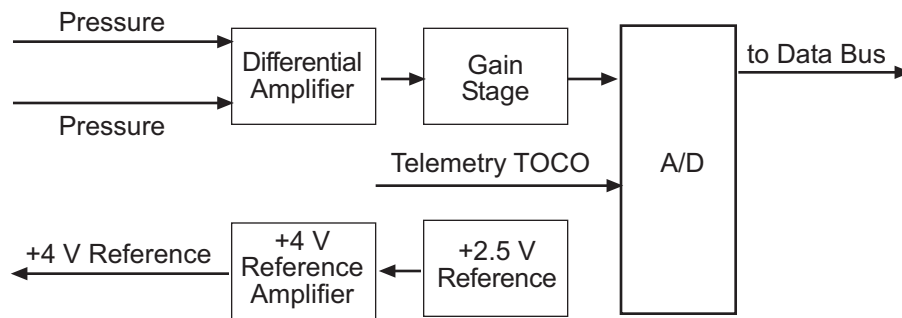 Pressure
Differential
Amplifier
Gain
Stage
to Data Bus
Pressure
Telemetry TOCO
A/D
+4 V Reference
+4 V
Reference
Amplifier
+2.5 V
Reference